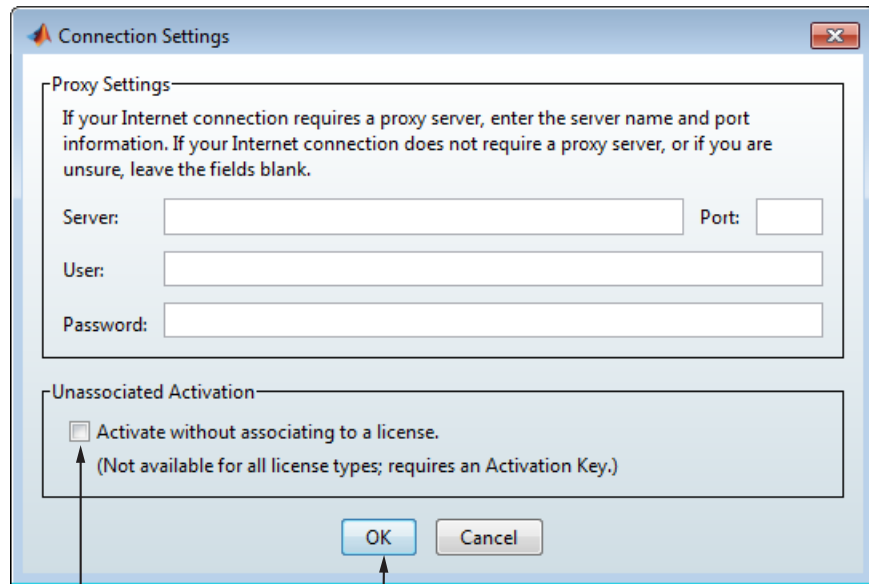 Connection Settings
Proxy Settings
If your Internet connection requires a proxy server, enter the server name and port
information. If your Internet connection does not require a proxy server, or if you are
unsure, leave the fields blank.
Server: Port:
User:
Password:
Unassociated Activation
Activate without associating to a license.
(Not available for all license types; requires an Activation Key.)
OK Cancel